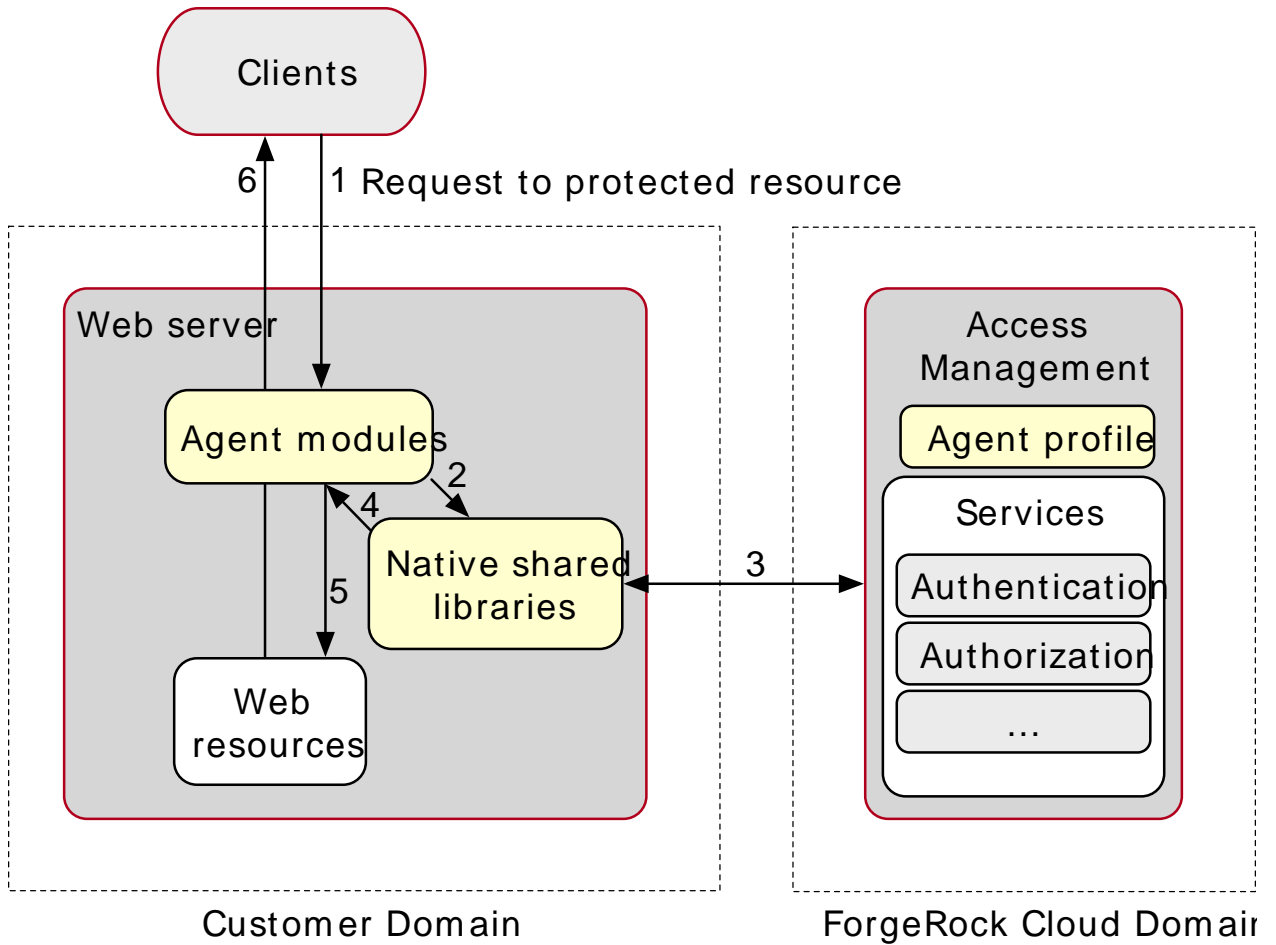 Clients
6
1 Request to protected resource
Web server
Agent modules
2
4
Native shared
libraries
5
3
Web
resources
Access
Management
Agent profile
Services
Authentication
Authorization
...
Customer Domain
ForgeRock Cloud Domain